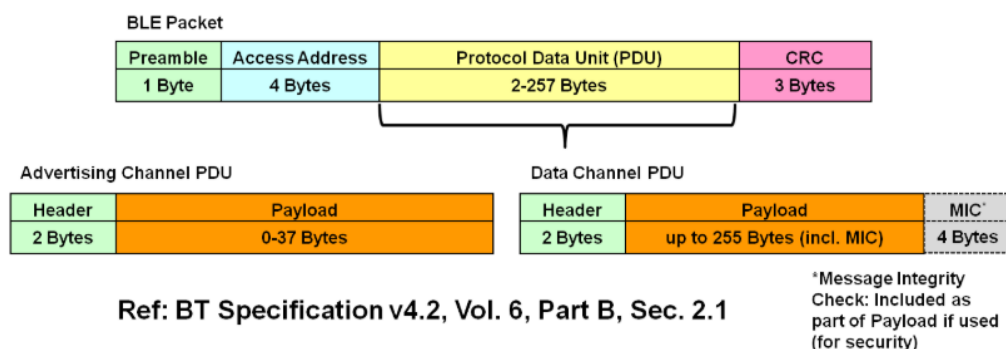 BLE Packet
Preamble Access Address Protocol Data Unit (PDU) CRC
1 Byte 4 Bytes 2-257 Bytes 3 Bytes
Advertising Channel PDU Data Channel PDU
Header Payload Header Payload MIC*
2 Bytes 0-37 Bytes 2 Bytes up to 255 Bytes (incl. MIC) 4 Bytes
Ref: BT Specification v4.2, Vol. 6, Part B, Sec. 2.1
*Message Integrity
Check: Included as
part of Payload if used
(for security)